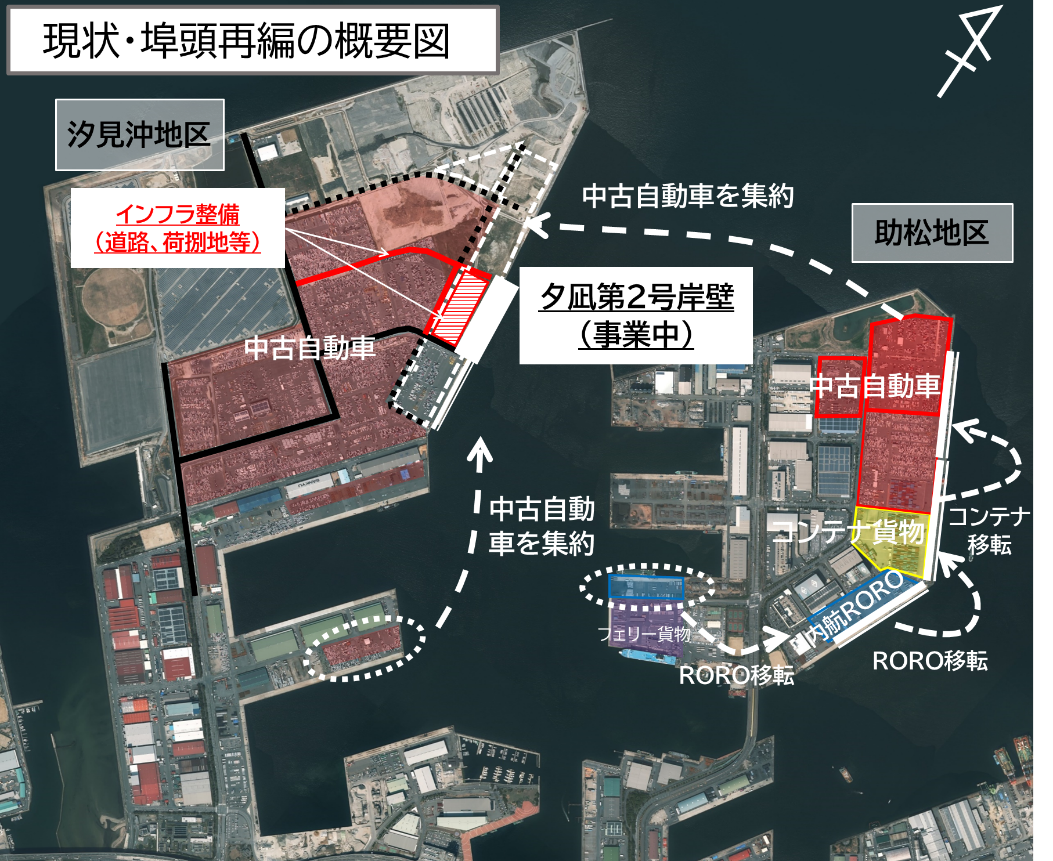 現状・埠頭再編の概要図
汐見沖地区
インフラ整備
（道路、荷捌地等）
中古自動車を集約
助松地区
夕凪第2号岸壁
（事業中）
中古自動車
中古自動車
中古自動
車を集約
コンテナ貨物
コンテナ
移転
内航RORO
フェリー貨物
RORO移転
RORO移転